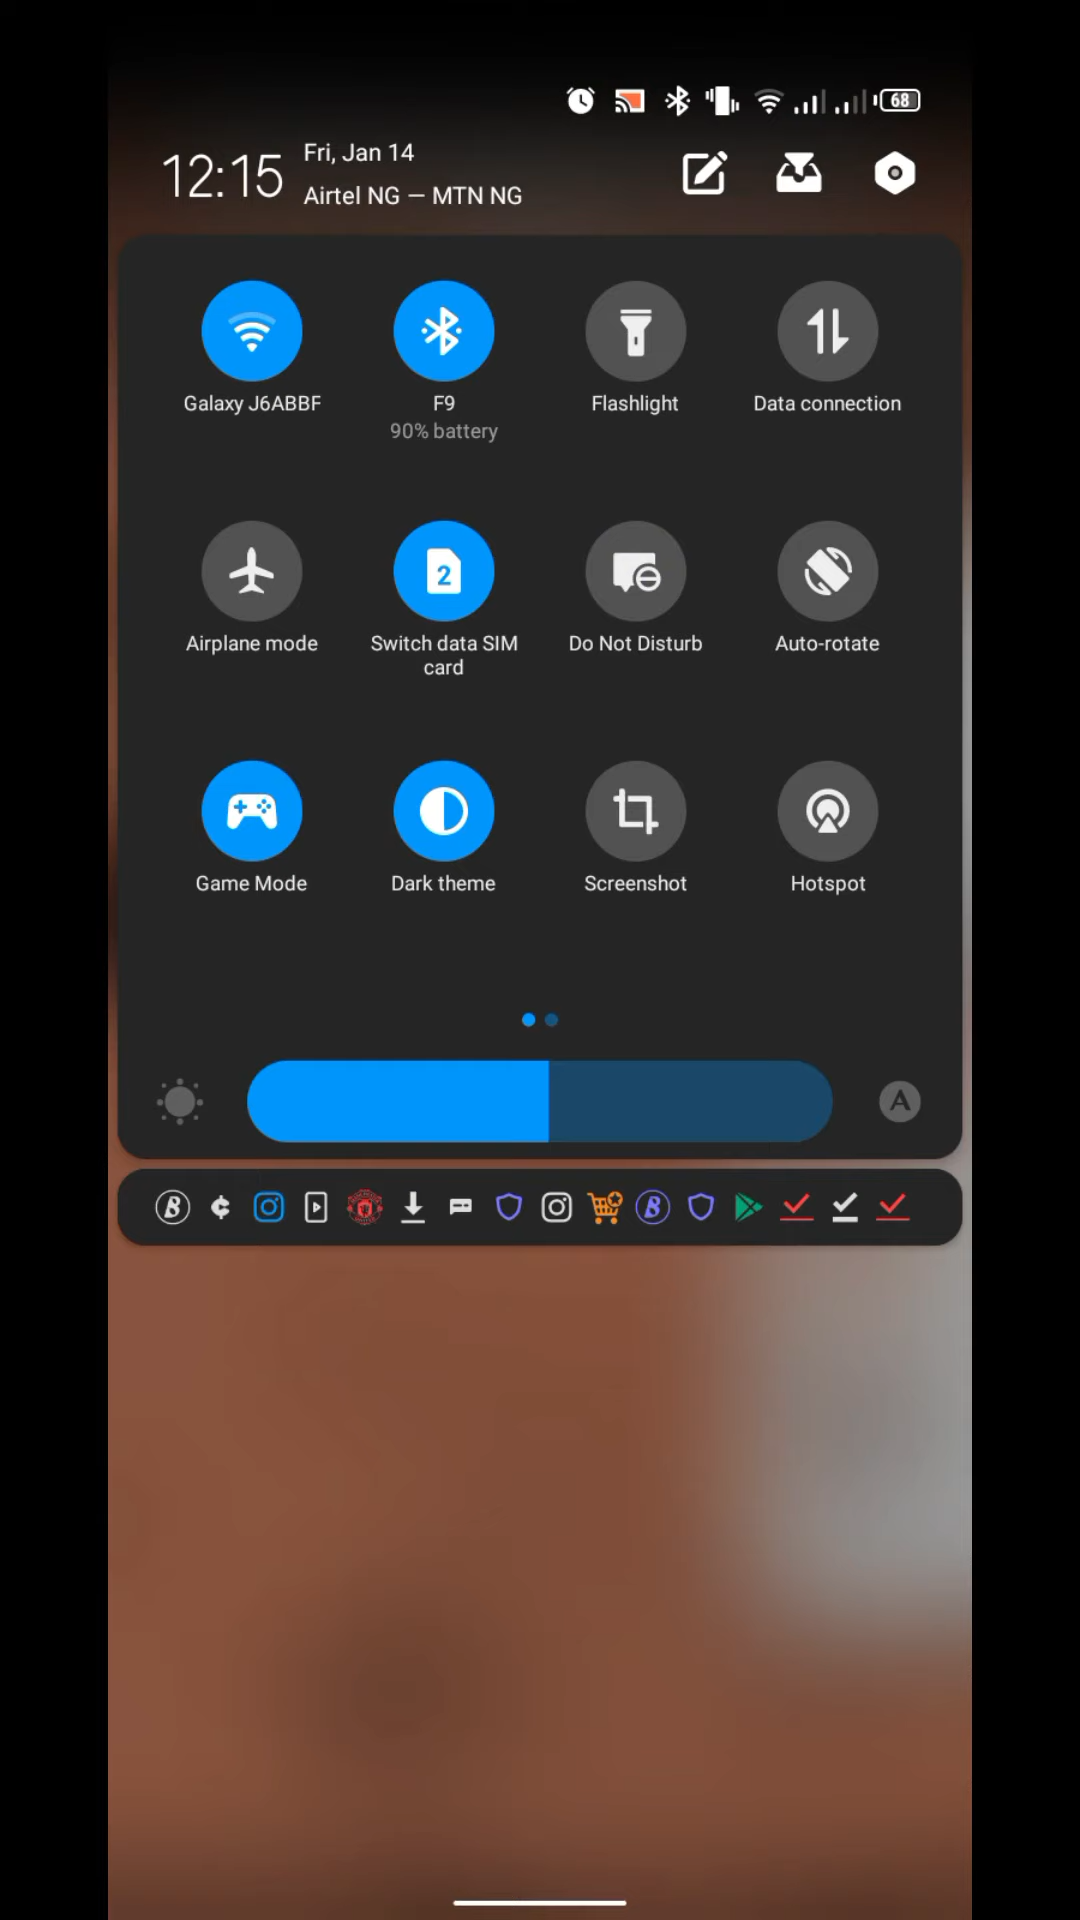 68
12:15
Fri, Jan 14
Airtel NG — MTN NG
Galaxy J6ABBF
F9
90% battery
Flashlight
Data connection
2
Airplane mode
Switch data SIM
card
Do Not Disturb
Auto-rotate
Game Mode
Dark theme
Screenshot
Hotspot
A